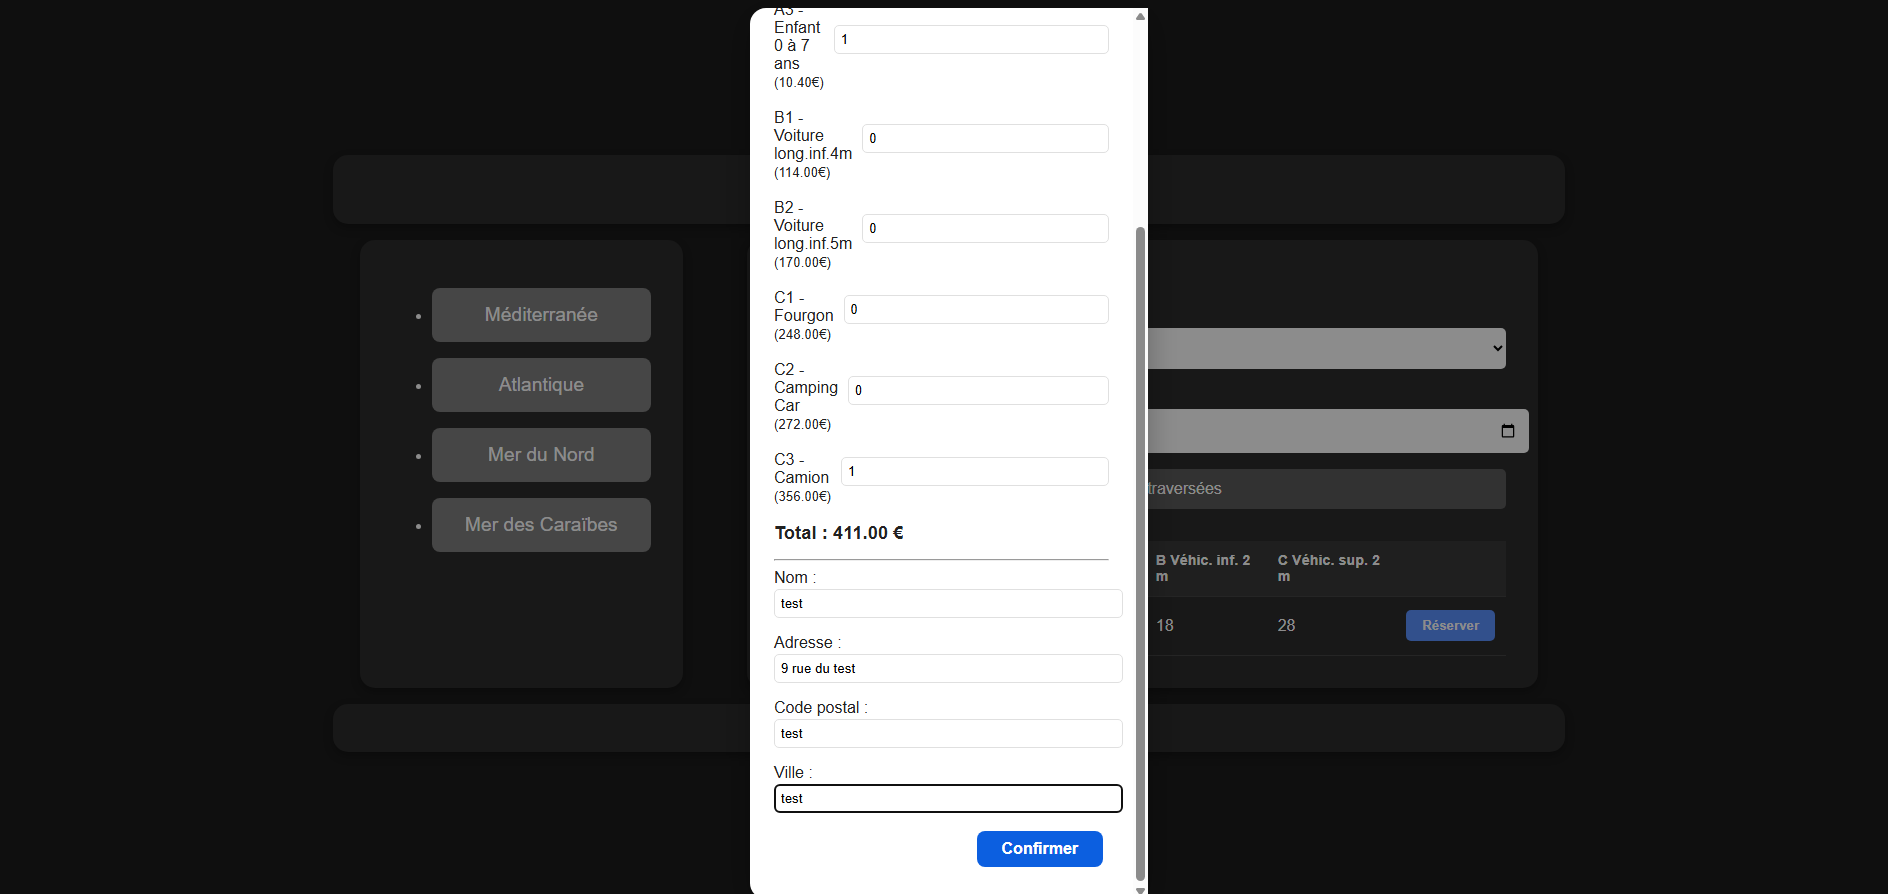 A3 -
Enfant
0 à 7
ans
(10.40€)
1
B1 -
Voiture
long.inf.4m
(114.00€)
0
B2 -
Voiture
long.inf.5m
(170.00€)
0
C1 -
Fourgon
(248.00€)
0
C2 -
Camping
Car
(272.00€)
0
C3 -
Camion
(356.00€)
1
Total : 411.00 €
Nom :
test
Adresse :
9 rue du test
Code postal :
test
Ville :
test
Confirmer
Méditerranée
Atlantique
Mer du Nord
Mer des Caraïbes
traversées
B Véhic. inf. 2
m
C Véhic. sup. 2
m
18
28
Réserver